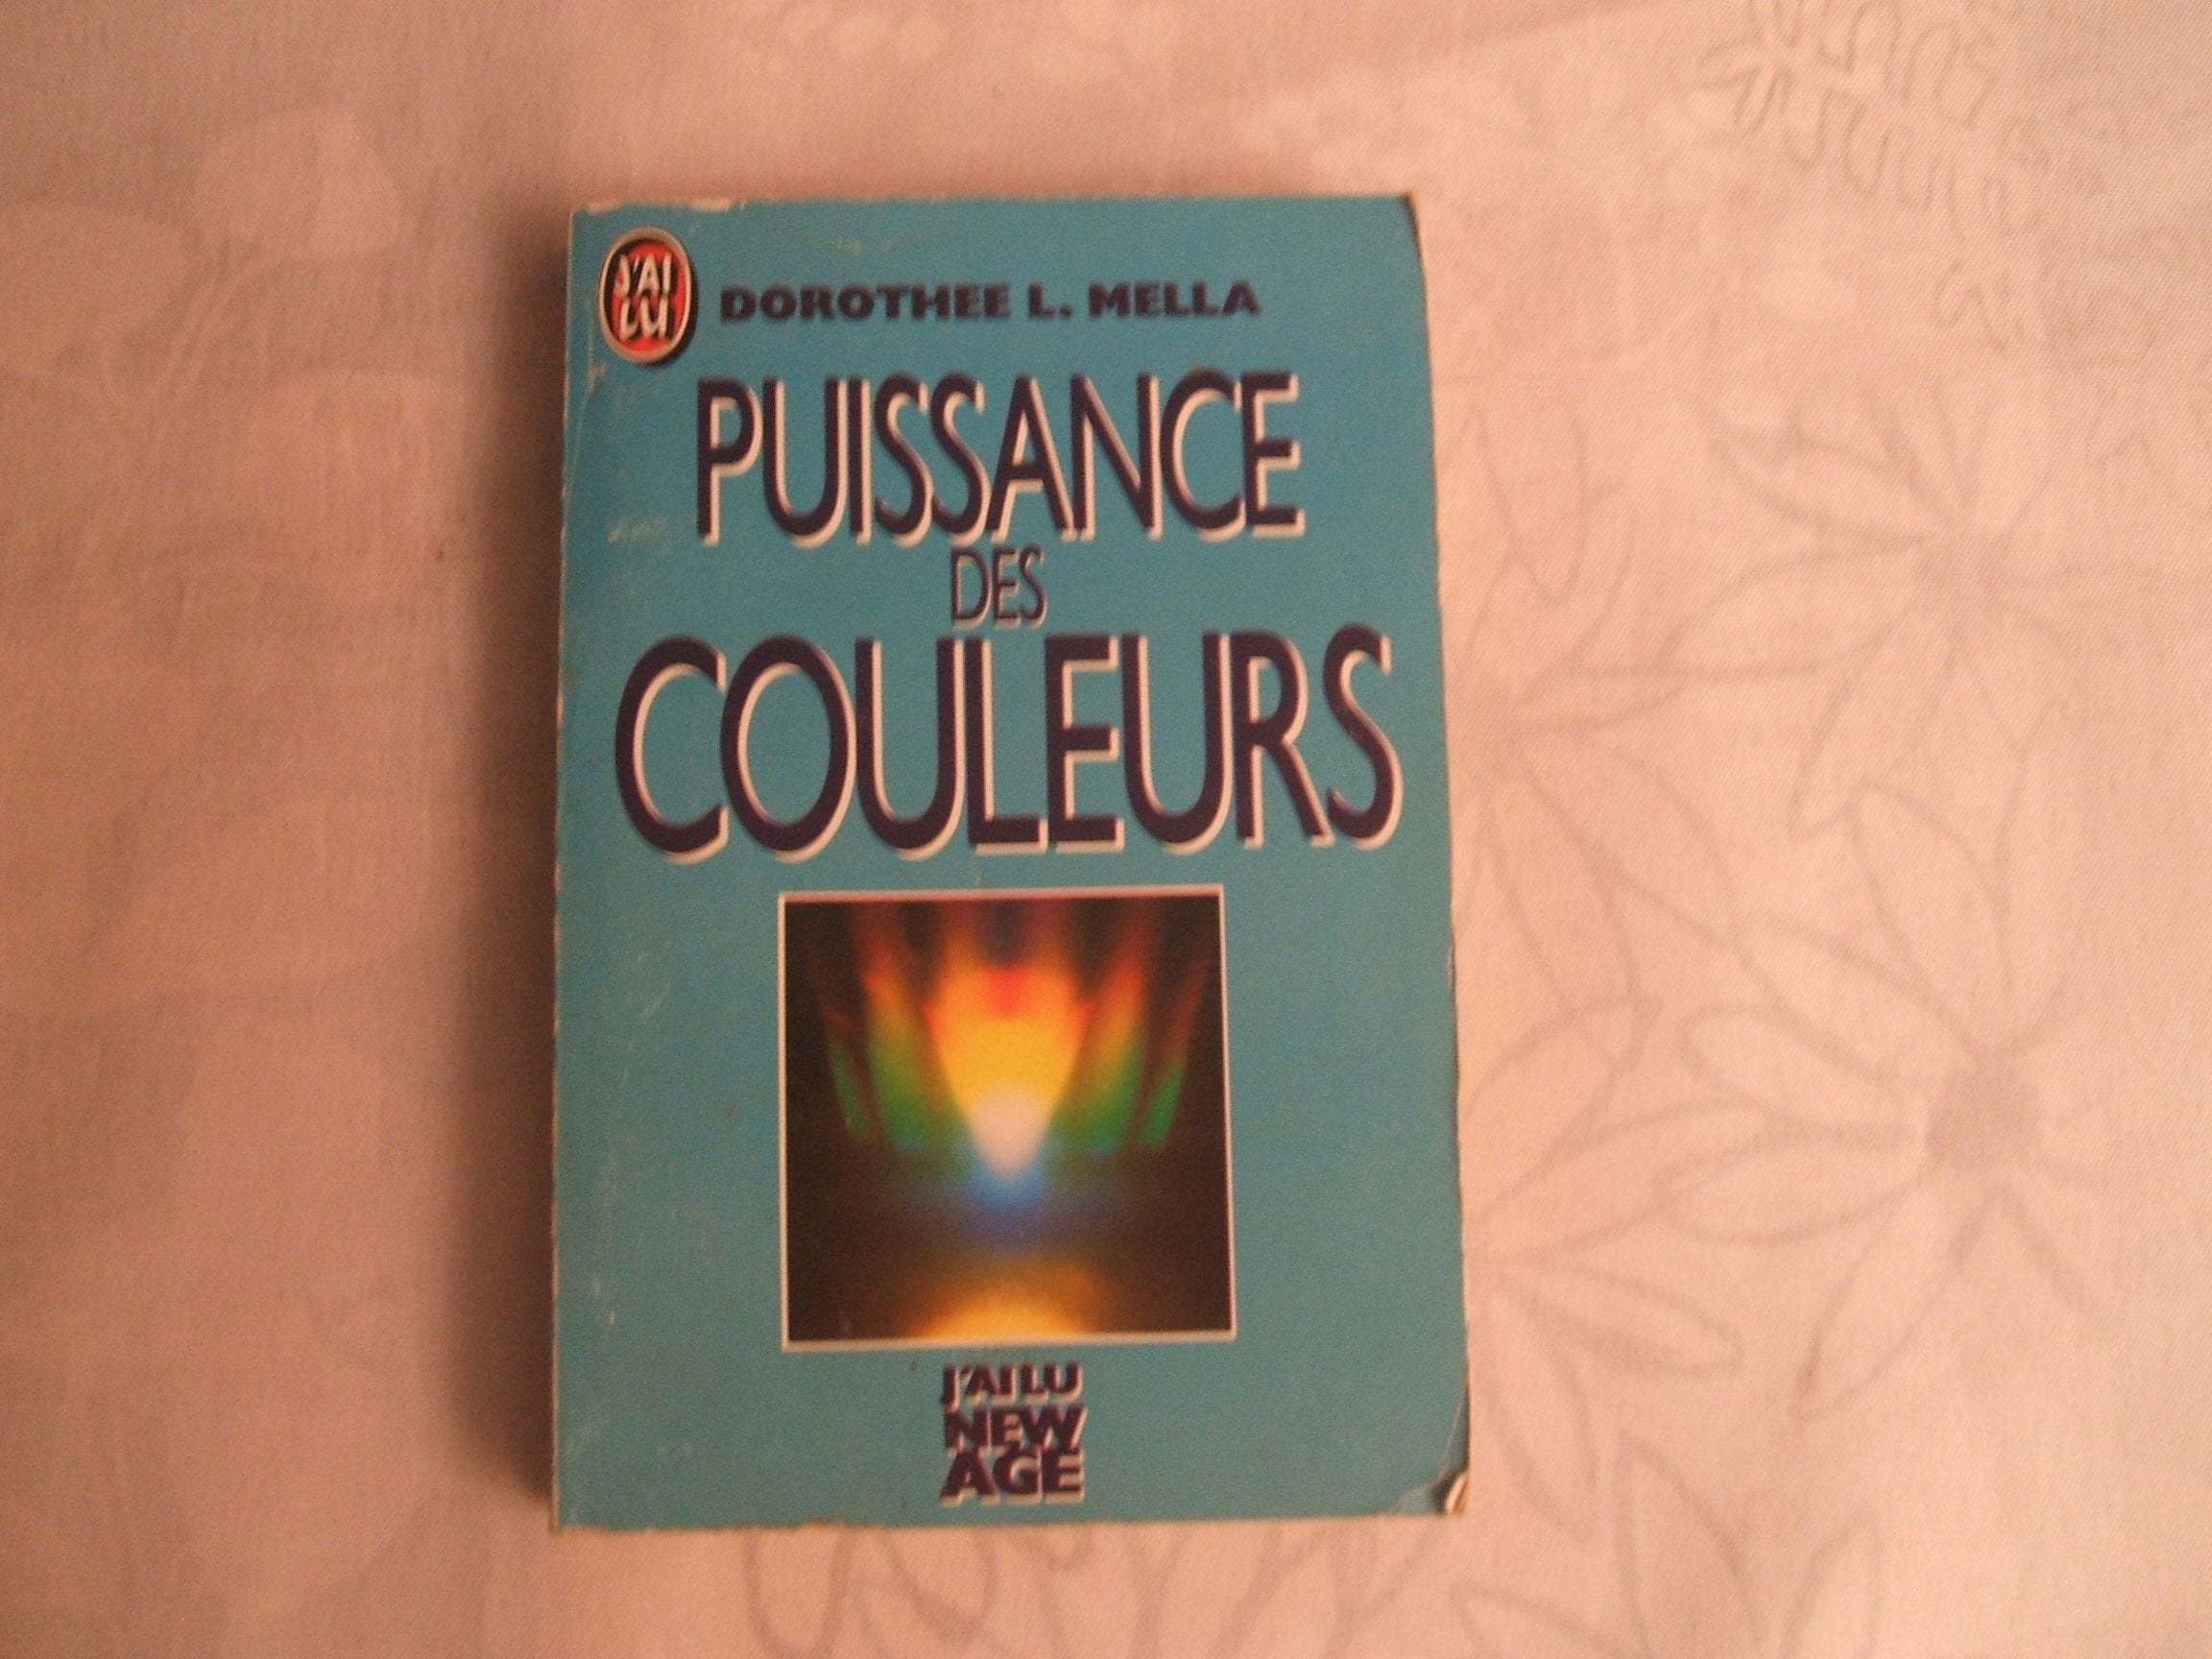 J'AI
LU
DOROTHEE L. MELLA
PUISSANCE
DES
COULEURS
J'AI LU
NEW
AGE